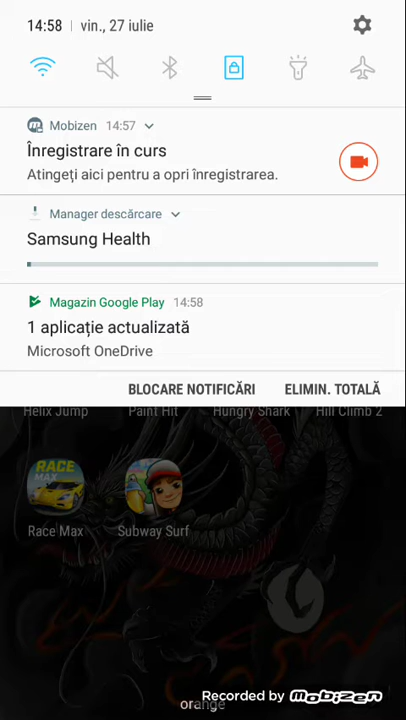 14:58 | vin., 27 iulie
Mobizen 14:57
Înregistrare în curs
Atingeți aici pentru a opri înregistrarea.
Manager descărcare
Samsung Health
Magazin Google Play 14:58
1 aplicație actualizată
Microsoft OneDrive
BLOCARE NOTIFICĂRI ELIMIN. TOTALĂ
Helix Jump Paint Hit Hungry Shark Hill Climb 2
RACE MAX
Race Max Subway Surf
orange
Recorded by Mobizen